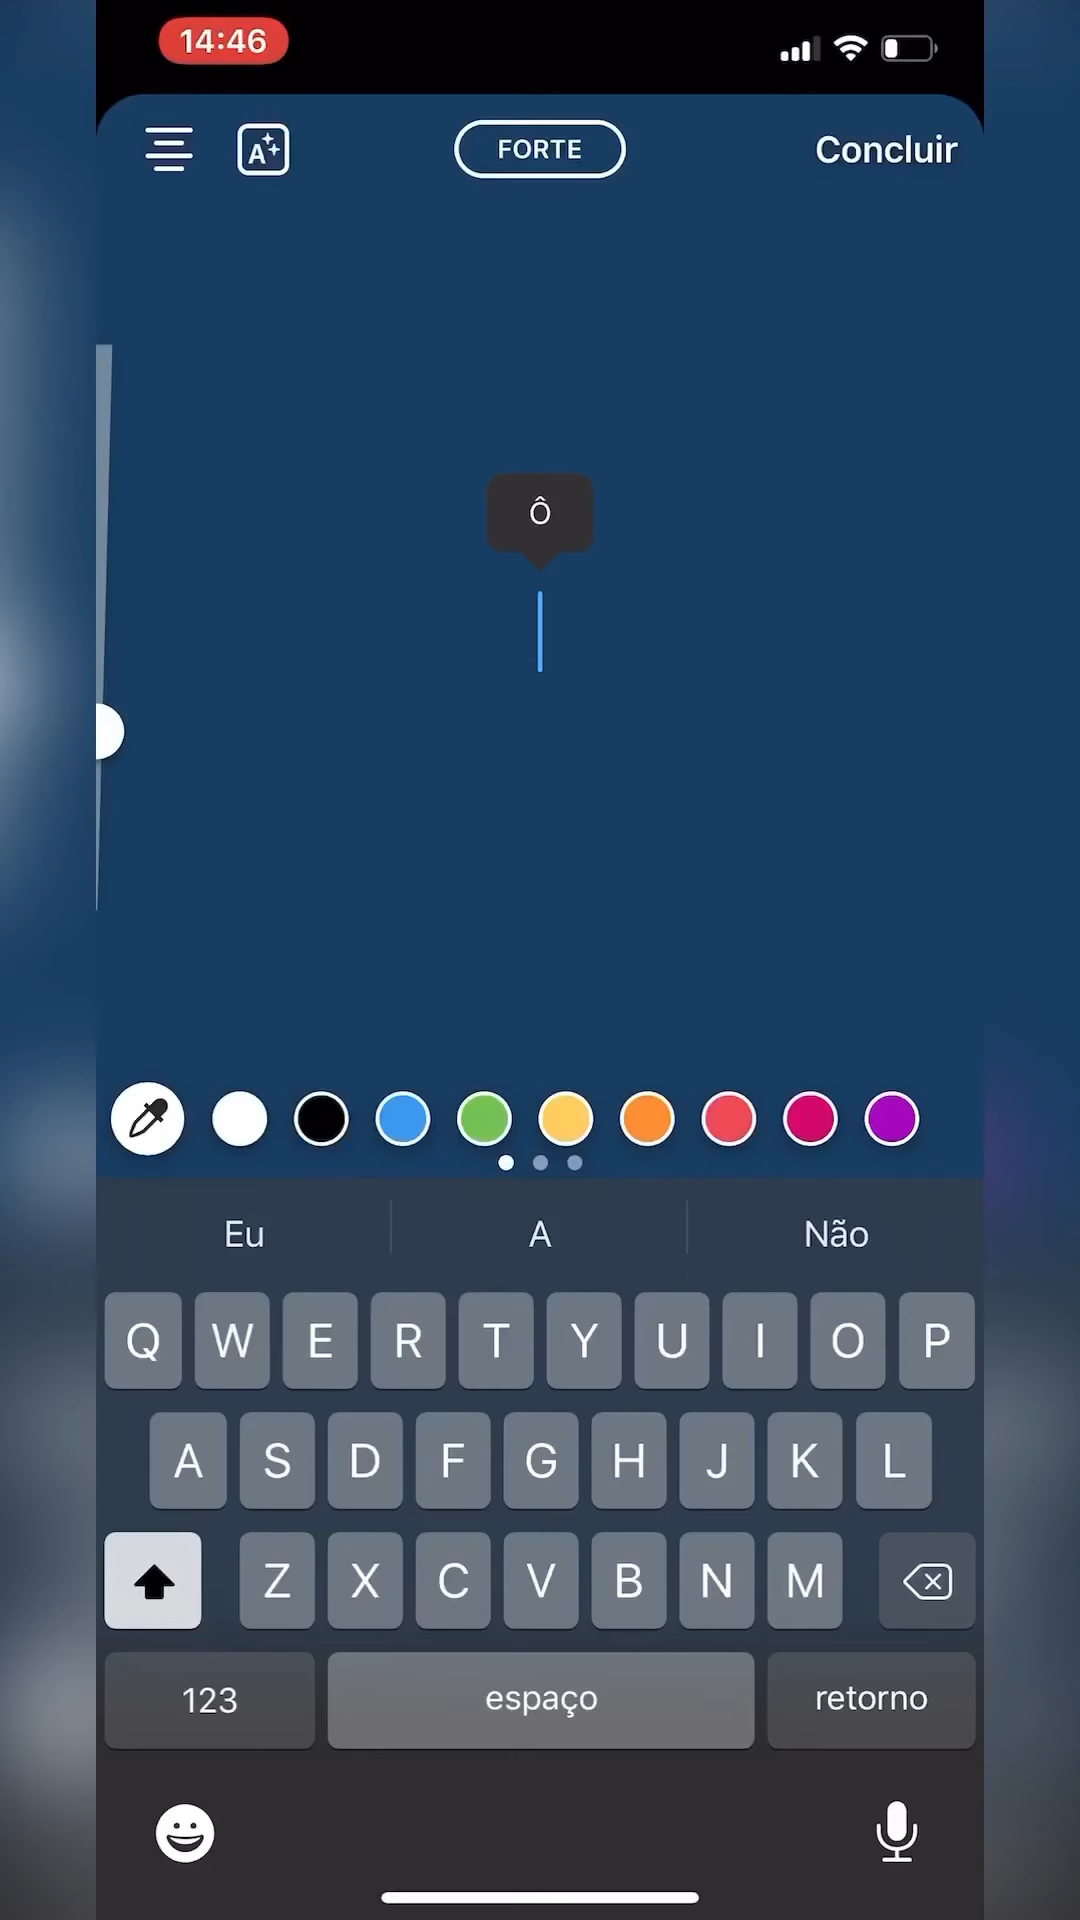 14:46
A
FORTE
Concluir
Ô
Eu
A
Não
Q W E R T Y U I O P
A S D F G H J K L
Z X C V B N M
123
espaço
retorno